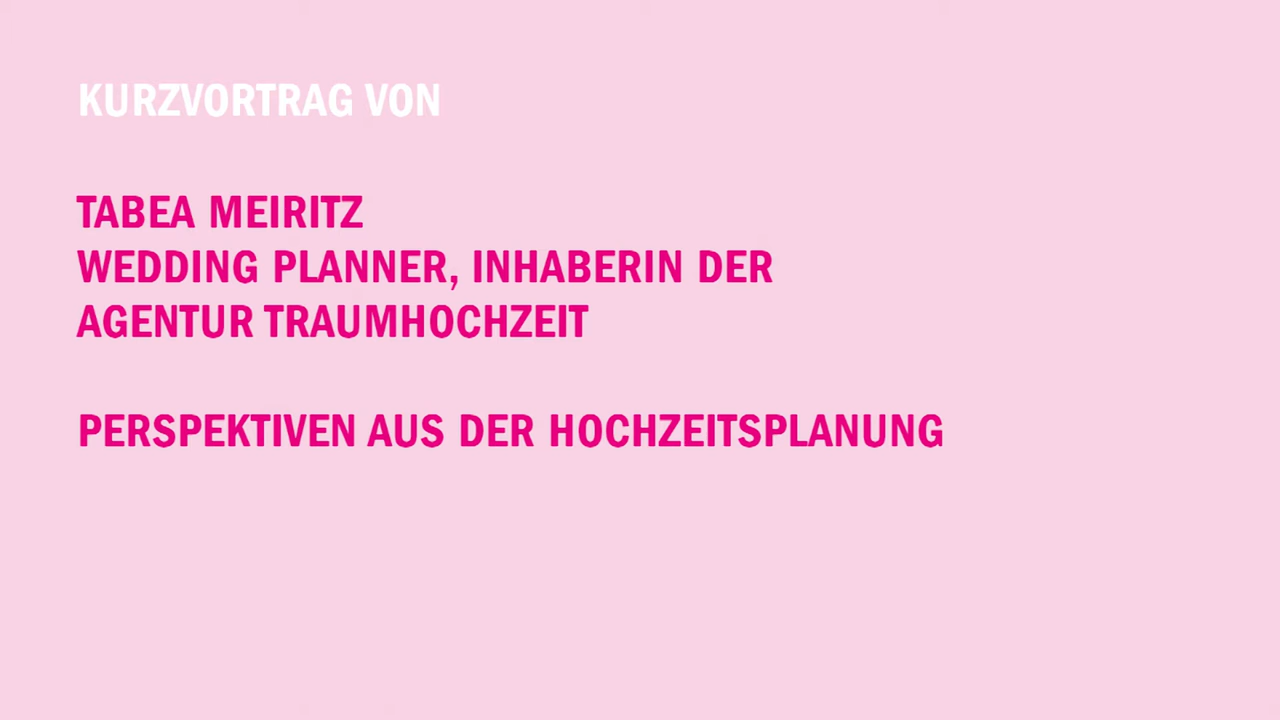 KURZVORTRAG VON
TABEA MEIRITZ
WEDDING PLANNER, INHABERIN DER
AGENTUR TRAUMHOCHZEIT
PERSPEKTIVEN AUS DER HOCHZEITSPLANUNG